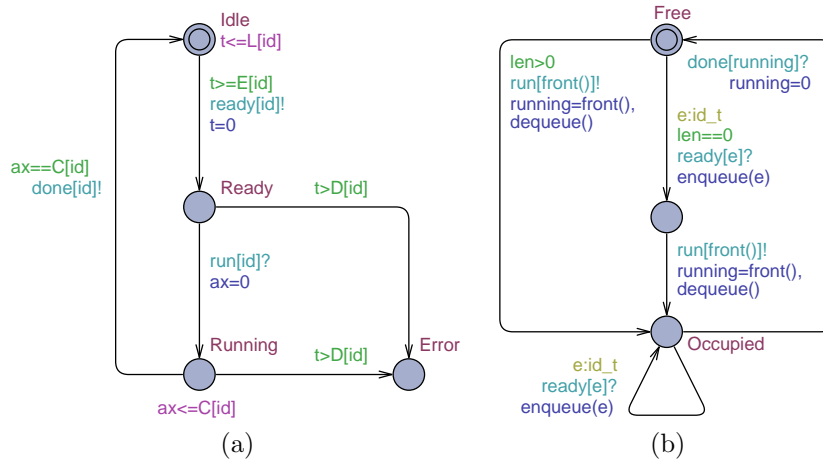 Idle
t<=L[id]
t>=E[id]
ready[id]!
t=0
ax==C[id]
done[id]!
Ready
t>D[id]
run[id]?
ax=0
Running
t>D[id]
Error
ax<=C[id]
(a)
Free
len>0
run[front()]!
running=front(),
dequeue()
done[running]?
running=0
e:id_t
len==0
ready[e]?
enqueue(e)
run[front()]!
running=front(),
dequeue()
Occupied
e:id_t
ready[e]?
enqueue(e)
(b)